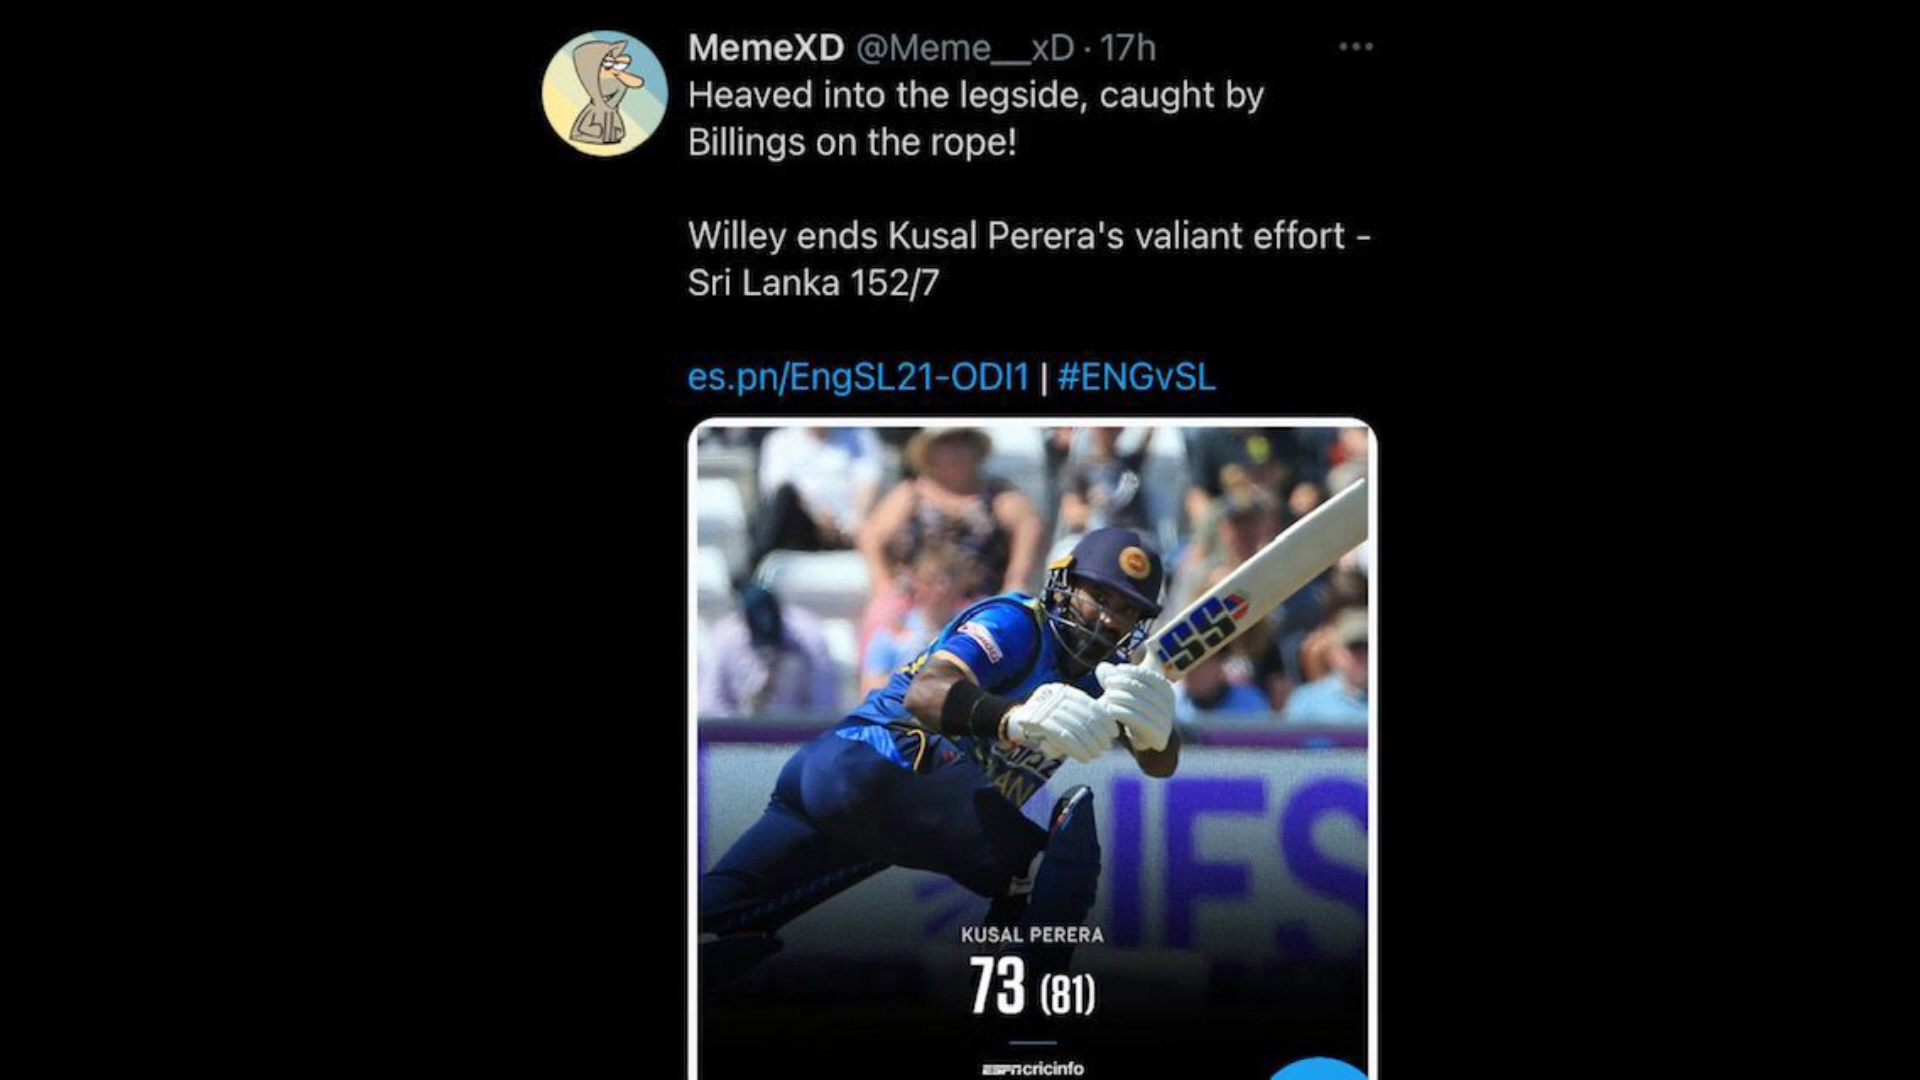 MemeXD @Meme__xD · 17h
Heaved into the legside, caught by
Billings on the rope!
Willey ends Kusal Perera's valiant effort -
Sri Lanka 152/7
es.pn/EngSL21-ODI1 | #ENGvSL
SS
IFS
KUSAL PERERA
73 (81)
ESPNcricinfo